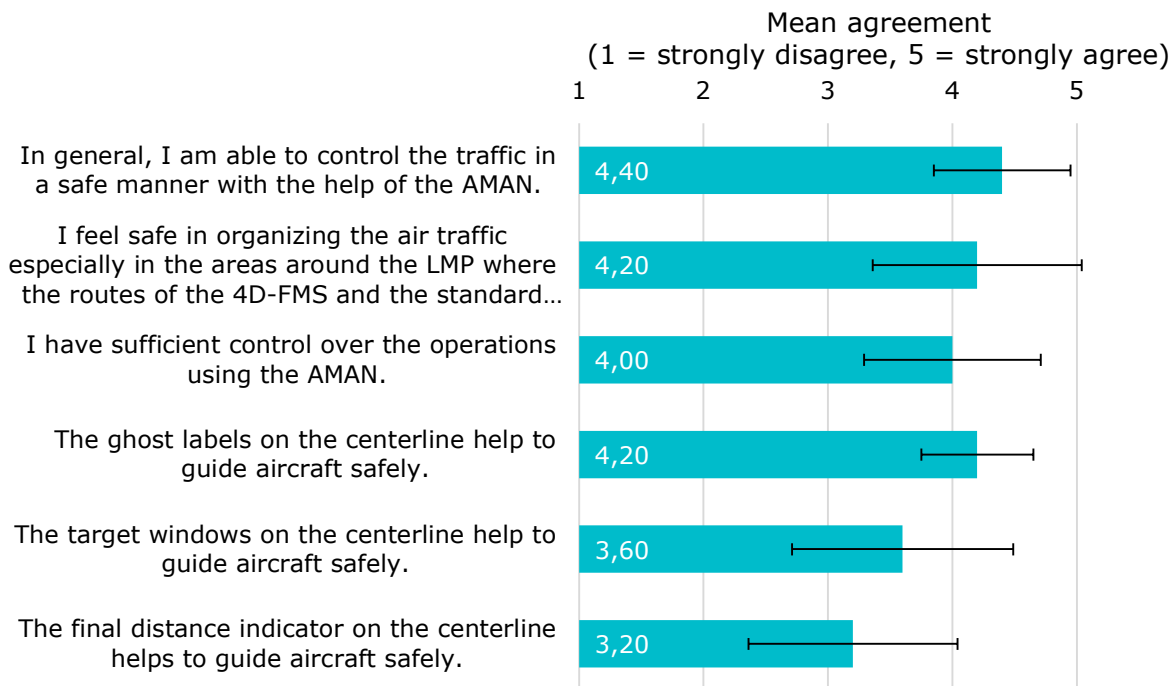 Mean agreement
(1 = strongly disagree, 5 = strongly agree)
1 2 3 4 5
In general, I am able to control the traffic in
a safe manner with the help of the AMAN.
4,40
I feel safe in organizing the air traffic
especially in the areas around the LMP where
the routes of the 4D-FMS and the standard...
4,20
I have sufficient control over the operations
using the AMAN.
4,00
The ghost labels on the centerline help to
guide aircraft safely.
4,20
The target windows on the centerline help to
guide aircraft safely.
3,60
The final distance indicator on the centerline
helps to guide aircraft safely.
3,20